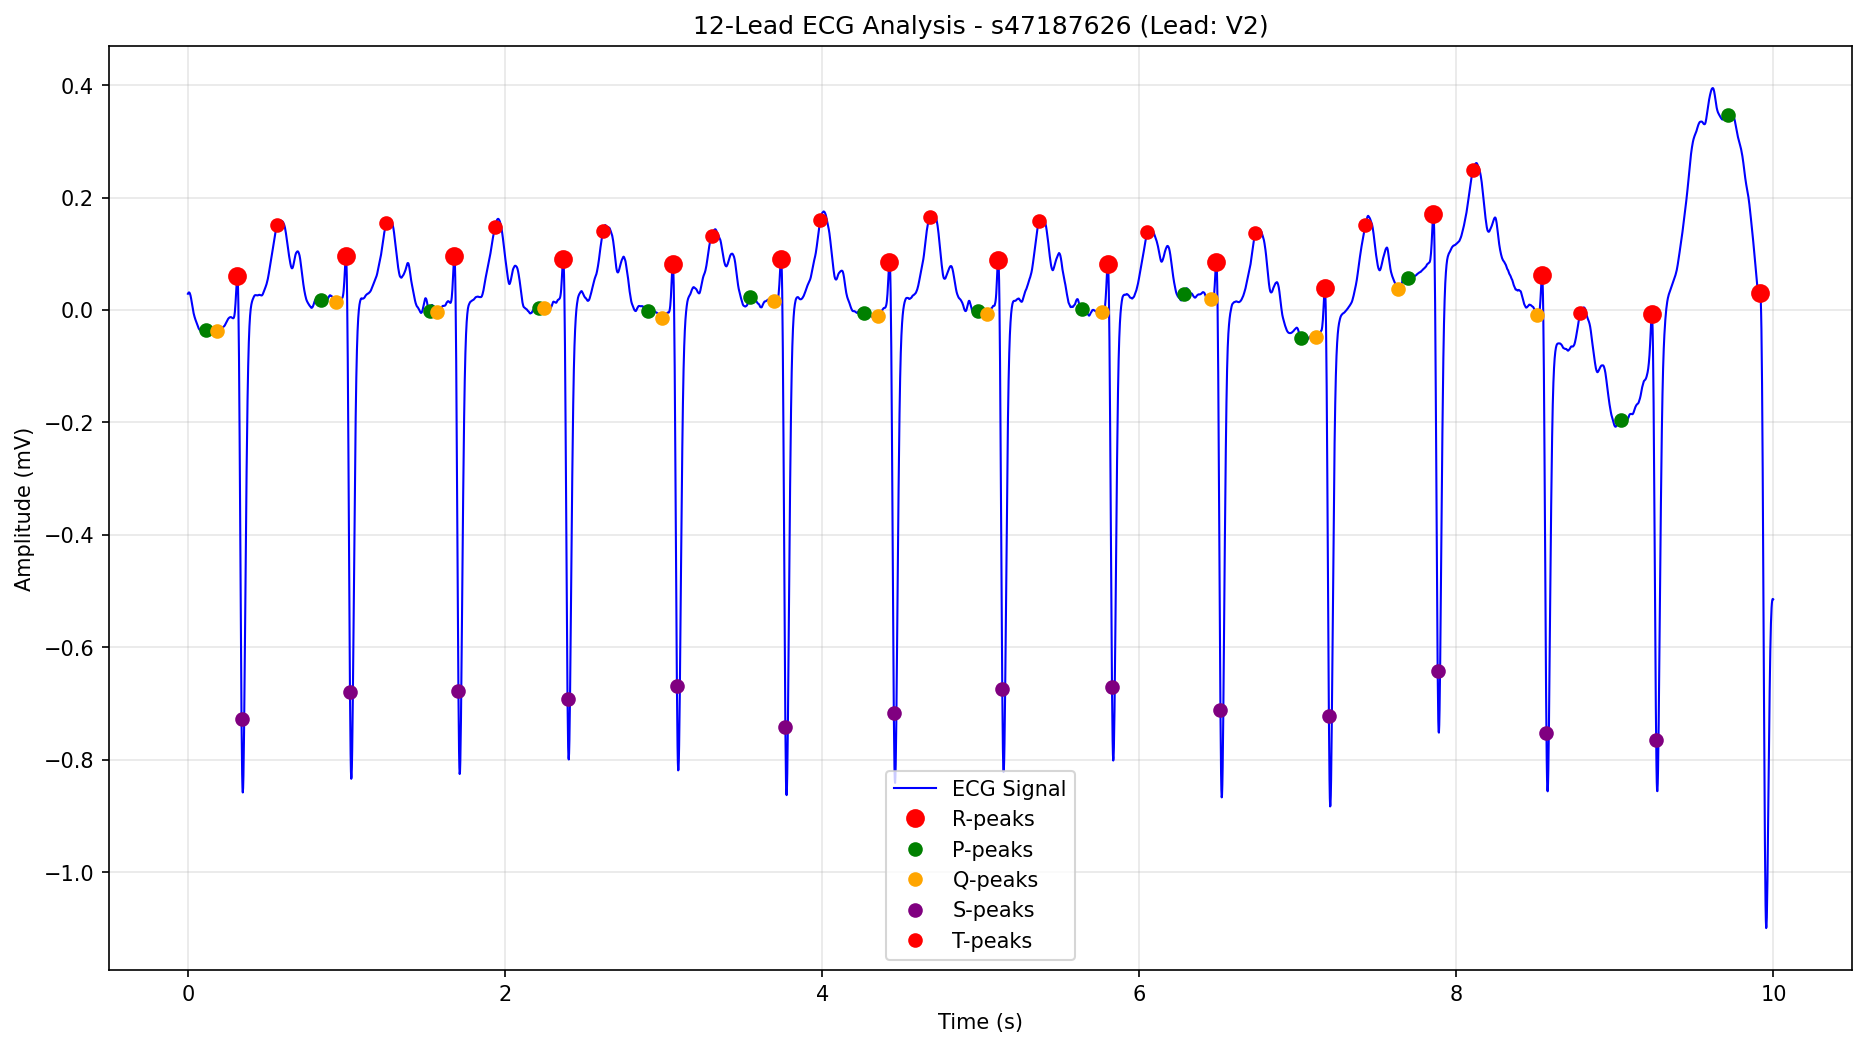 12-Lead ECG Analysis - s47187626 (Lead: V2)
0.4
0.2
0.0
−0.2
−0.4
−0.6
−0.8
−1.0
Amplitude (mV)
ECG Signal
R-peaks
P-peaks
Q-peaks
S-peaks
T-peaks
0 2 4 6 8 10
Time (s)